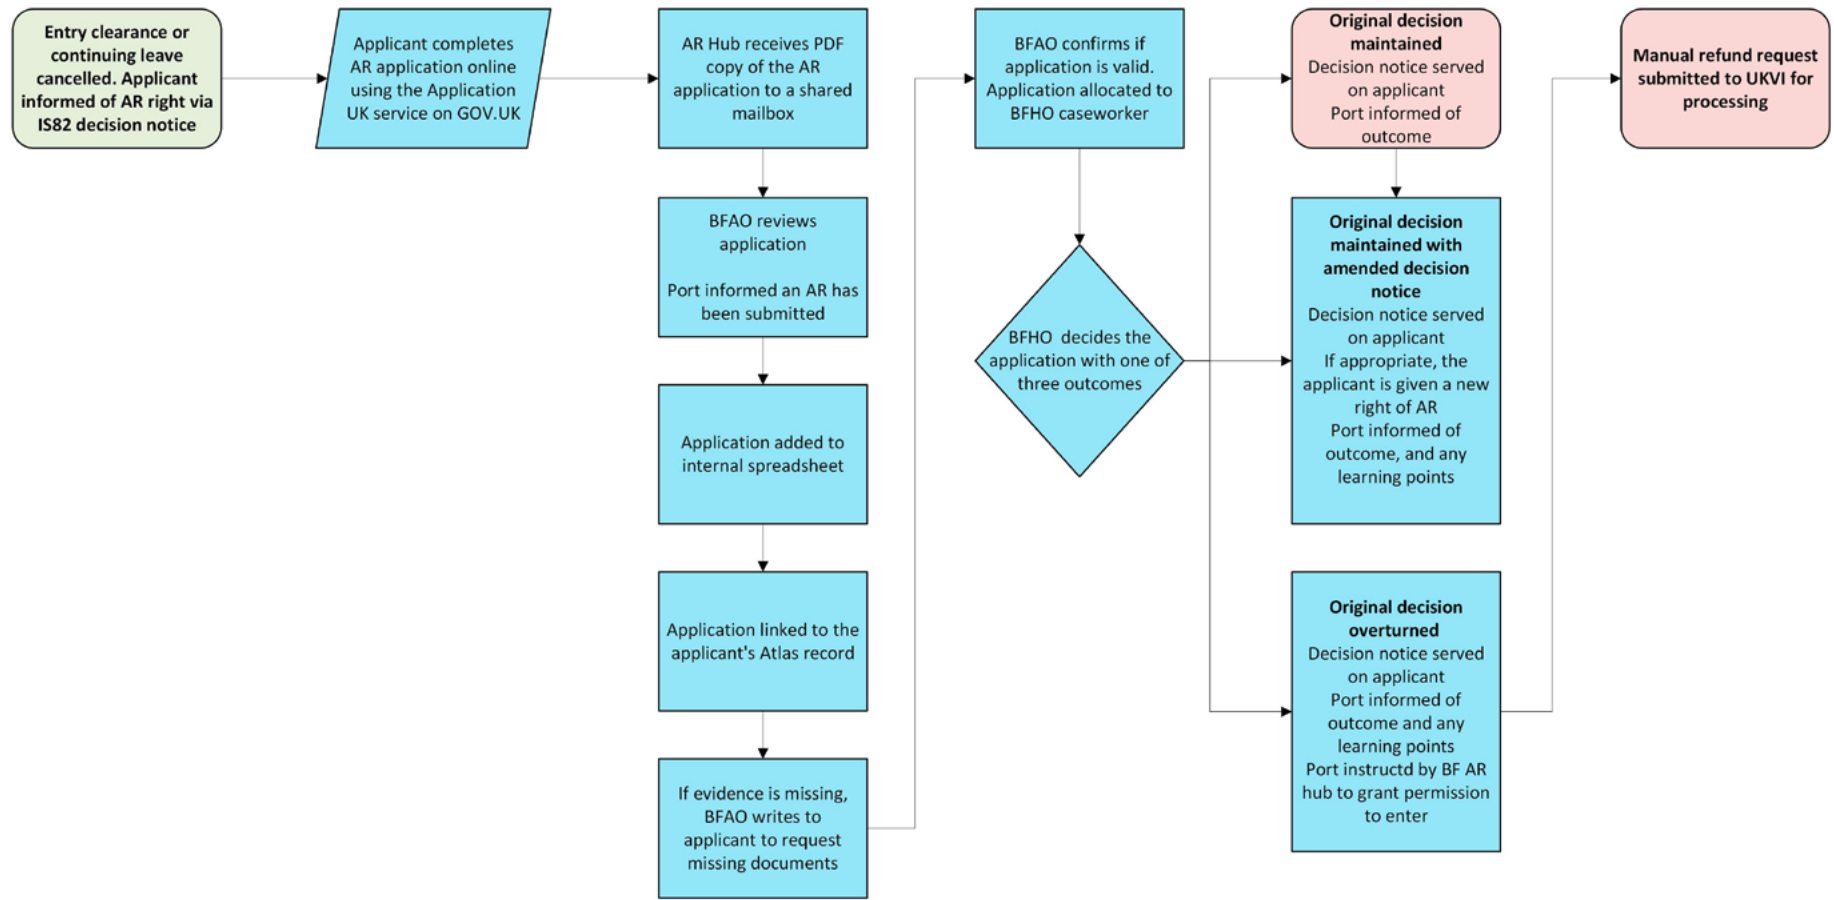 Entry clearance or
continuing leave
cancelled. Applicant
informed of AR right via
IS82 decision notice
Applicant completes
AR application online
using the Application
UK service on GOV.UK
AR Hub receives PDF
copy of the AR
application to a shared
mailbox
BFAO reviews
application
Port informed an AR has
been submitted
Application added to
internal spreadsheet
Application linked to the
applicant's Atlas record
If evidence is missing,
BFAO writes to
applicant to request
missing documents
BFAO confirms if
application is valid.
Application allocated to
BFHO caseworker
BFHO decides the
application with one of
three outcomes
Original decision
maintained
Decision notice served
on applicant
Port informed of
outcome
Original decision
maintained with
amended decision
notice
Decision notice served
on applicant
If appropriate, the
applicant is given a new
right of AR
Port informed of
outcome, and any
learning points
Original decision
overturned
Decision notice served
on applicant
Port informed of
outcome and any
learning points
Port instructd by BF AR
hub to grant permission
to enter
Manual refund request
submitted to UKVI for
processing